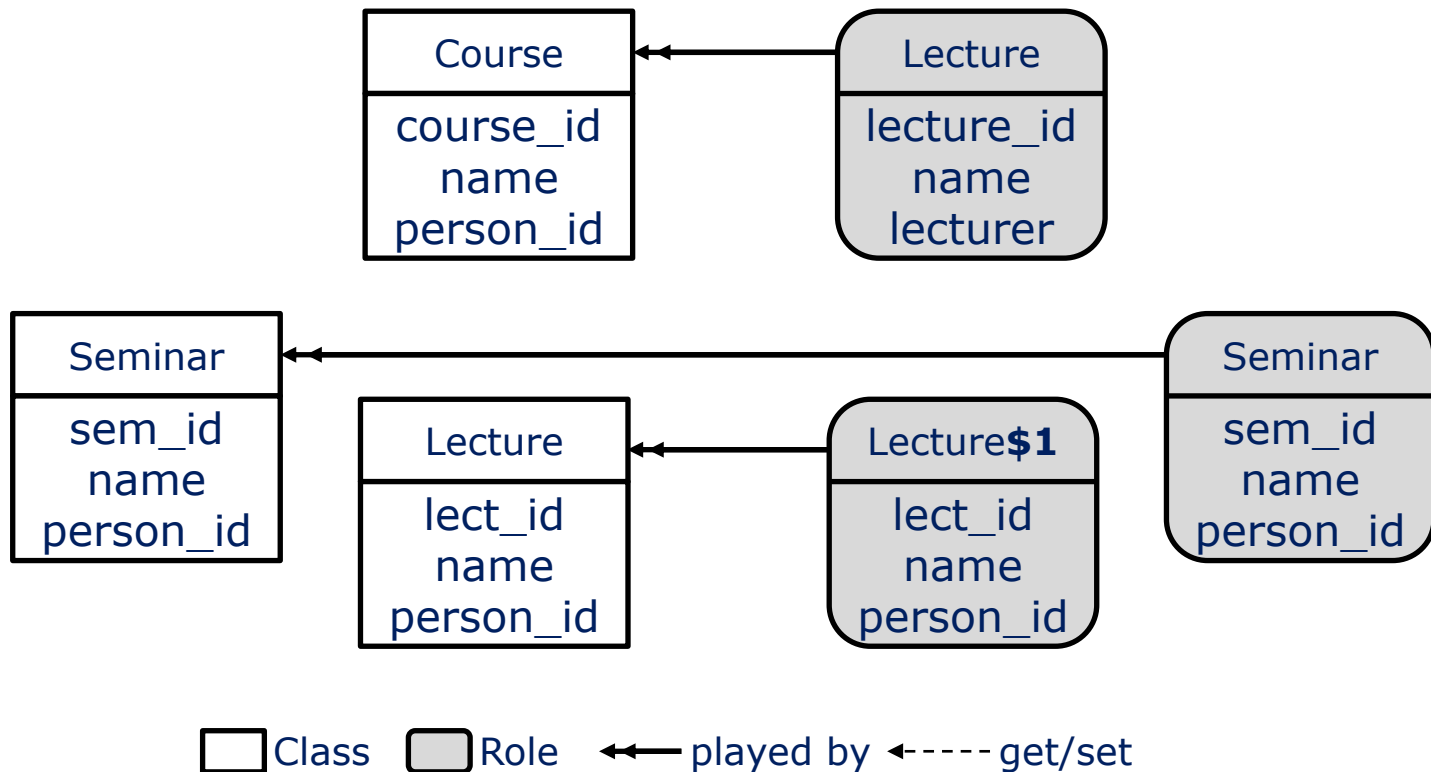 Course
course_id
name
person_id
Lecture
lecture_id
name
lecturer
Seminar
sem_id
name
person_id
Lecture
lect_id
name
person_id
Lecture$1
lect_id
name
person_id
Seminar
sem_id
name
person_id
Class Role played by get/set